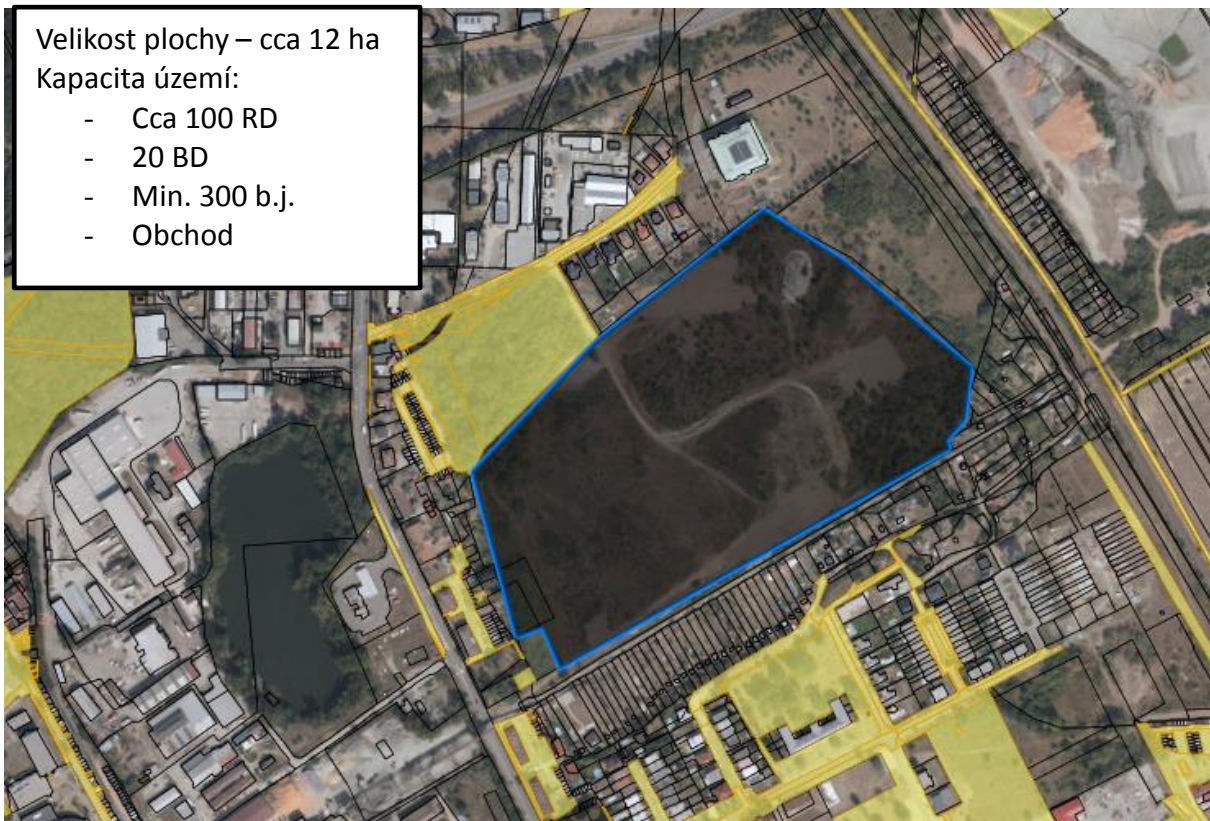 Velikost plochy – cca 12 ha
Kapacita území:
- Cca 100 RD
- 20 BD
- Min. 300 b.j.
- Obchod